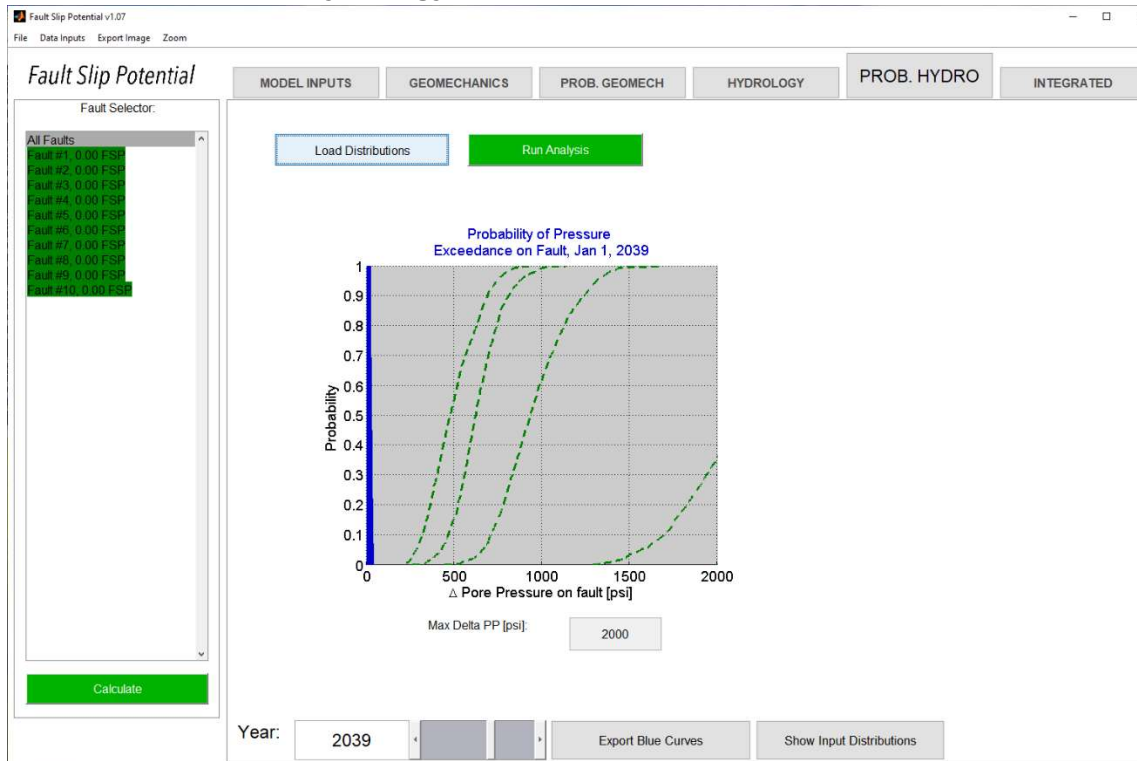 Fault Slip Potential v1.07
File Data Inputs Export Image Zoom
Fault Slip Potential
MODEL INPUTS GEOMECHANICS PROB. GEOMECH HYDROLOGY PROB. HYDRO INTEGRATED
Fault Selector:
All Faults
Fault #1, 0.00 FSP
Fault #2, 0.00 FSP
Fault #3, 0.00 FSP
Fault #4, 0.00 FSP
Fault #5, 0.00 FSP
Fault #6, 0.00 FSP
Fault #7, 0.00 FSP
Fault #8, 0.00 FSP
Fault #9, 0.00 FSP
Fault #10, 0.00 FSP
Calculate
Load Distributions Run Analysis
Probability of Pressure
Exceedance on Fault, Jan 1, 2039
Probability
1
0.9
0.8
0.7
0.6
0.5
0.4
0.3
0.2
0.1
0
0 500 1000 1500 2000
Δ Pore Pressure on fault [psi]
Max Delta PP [psi]: 2000
Year: 2039 Export Blue Curves Show Input Distributions